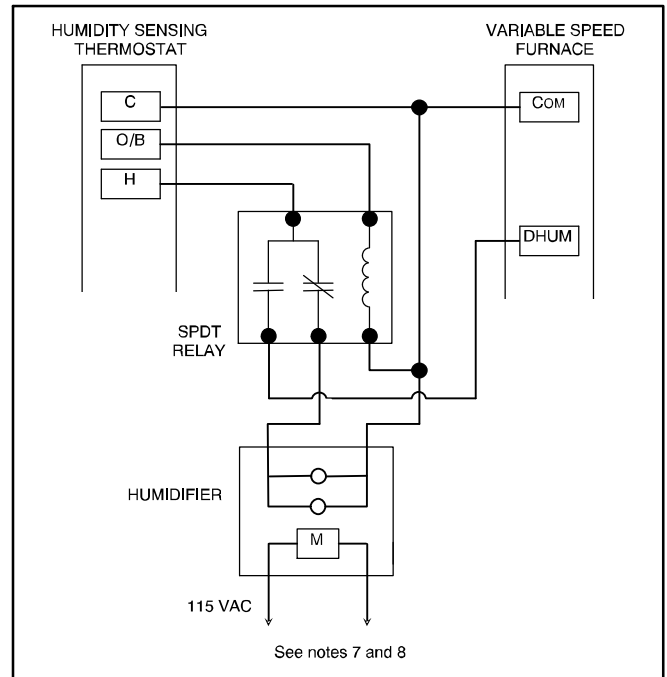 HUMIDITY SENSING
THERMOSTAT
VARIABLE SPEED
FURNACE
C
COM
O/B
H
DHUM
SPDT
RELAY
HUMIDIFIER
M
115 VAC
See notes 7 and 8